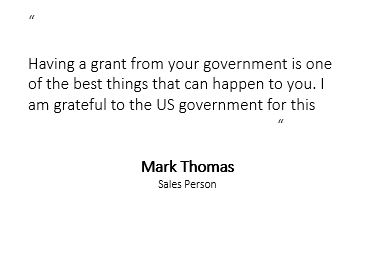 “
Having a grant from your government is one
of the best things that can happen to you. I
am grateful to the US government for this
“
Mark Thomas
Sales Person